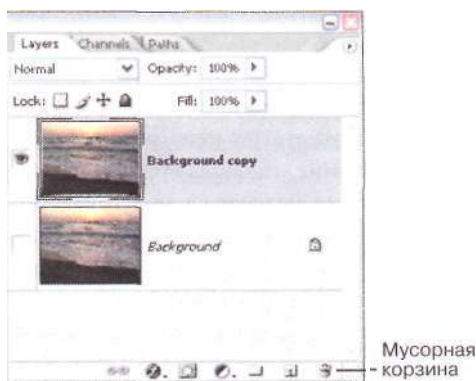 Layers Channels Paths
Normal Opacity: 100%
Lock: Fill: 100%
Background copy
Background
Мусорная
корзина